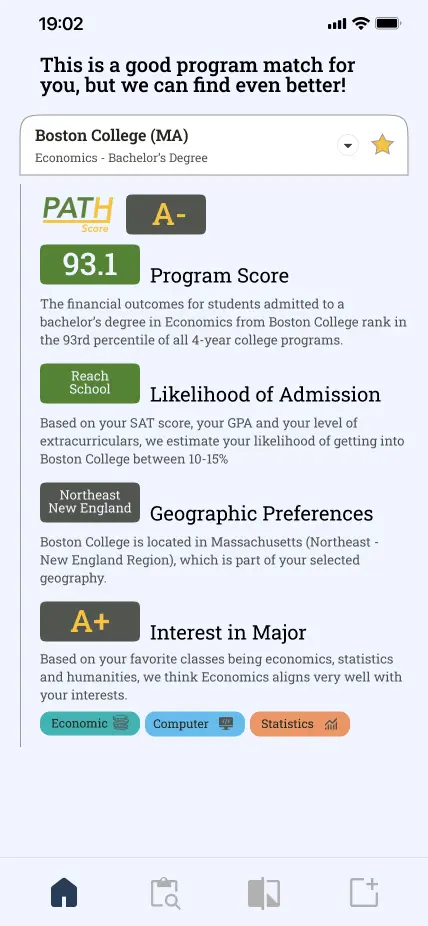 19:02
This is a good program match for
you, but we can find even better!
Boston College (MA)
Economics - Bachelor's Degree
PATH
Score
A-
93.1
Program Score
The financial outcomes for students admitted to a
bachelor's degree in Economics from Boston College rank in
the 93rd percentile of all 4-year college programs.
Reach
School
Likelihood of Admission
Based on your SAT score, your GPA and your level of
extracurriculars, we estimate your likelihood of getting into
Boston College between 10-15%
Northeast
New England
Geographic Preferences
Boston College is located in Massachusetts (Northeast -
New England Region), which is part of your selected
geography.
A+
Interest in Major
Based on your favorite classes being economics, statistics
and humanities, we think Economics aligns very well with
your interests.
Economic
Computer
Statistics